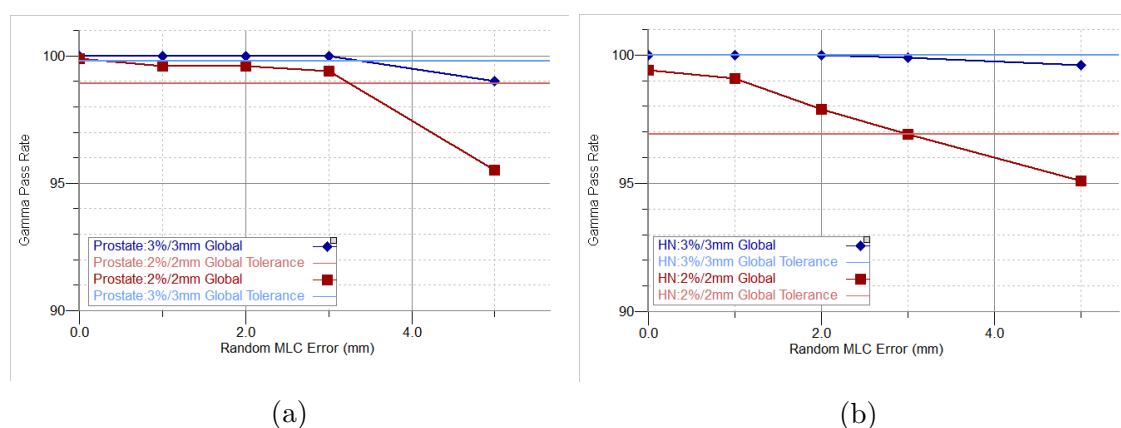 100
95
90
Gamma Pass Rate
Prostate:3%/3mm Global
Prostate:2%/2mm Global Tolerance
Prostate:2%/2mm Global
Prostate:3%/3mm Global Tolerance
0.0 2.0 4.0
Random MLC Error (mm)
(a)
100
95
90
Gamma Pass Rate
HN:3%/3mm Global
HN:3%/3mm Global Tolerance
HN:2%/2mm Global
HN:2%/2mm Global Tolerance
0.0 2.0 4.0
Random MLC Error (mm)
(b)